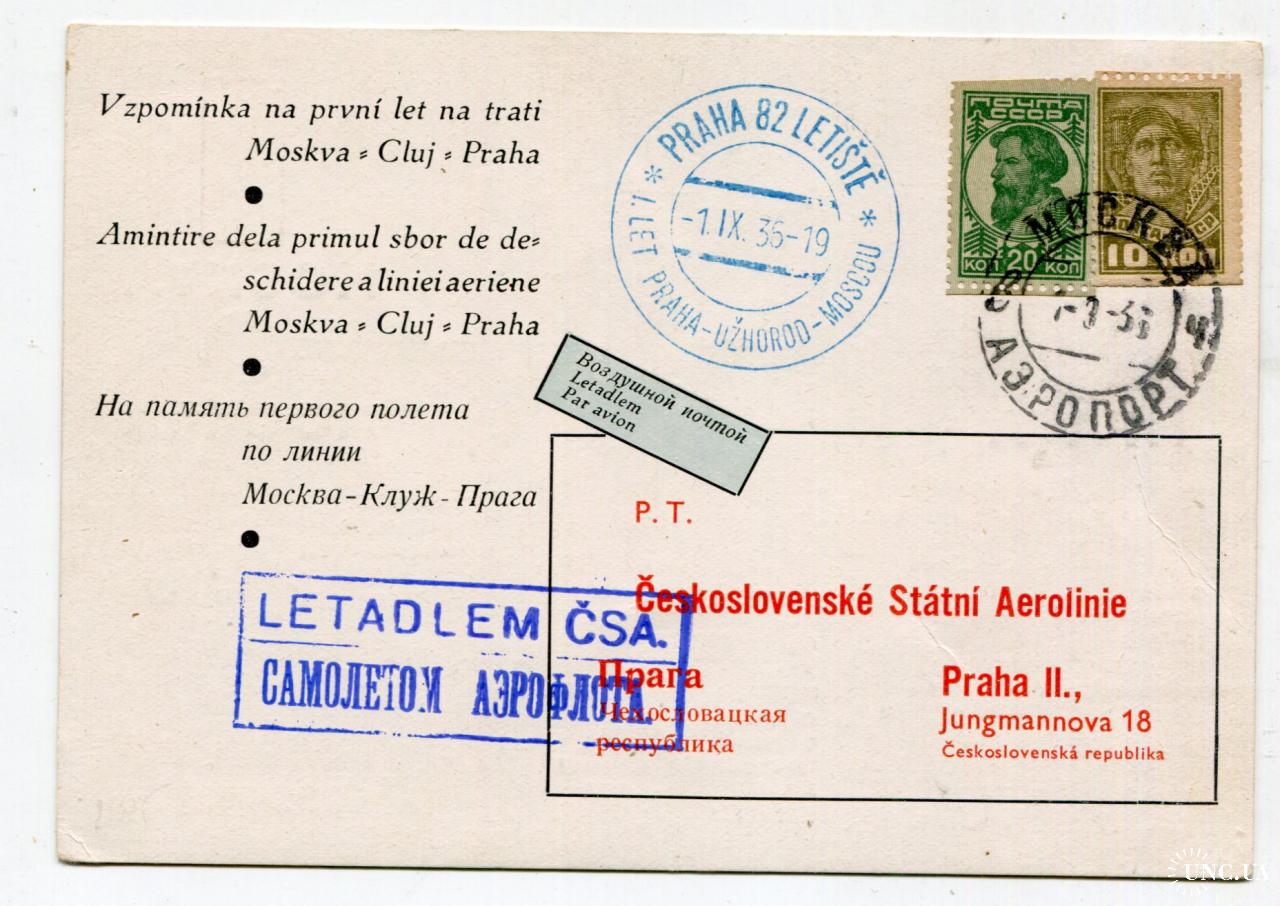 Vzpomínka na první let na trati
Moskva = Cluj = Praha
Amintire dela primul sbor de de=
schidere a liniei aeriene
Moskva = Cluj = Praha
На память первого полета
по линии
Москва-Клуж-Прага
PRAHA 82 LETIŠTĚ
-1.IX.36-19
* 1. LET PRAHA-UŽHOROD-MOSCOU *
ПОЧТА
СССР
КОП 20 КОП
10 КОП
МОСКВА
АЭРОПОРТ
Воздушной почтой
Letadlem
Par avion
P. T.
Československé Státní Aerolinie
Прага
Чехословацкая
республика
Praha II.,
Jungmannova 18
Československá republika
LETADLEM ČSA.
САМОЛЕТОМ АЭРОФЛОТА.
UNC.UA